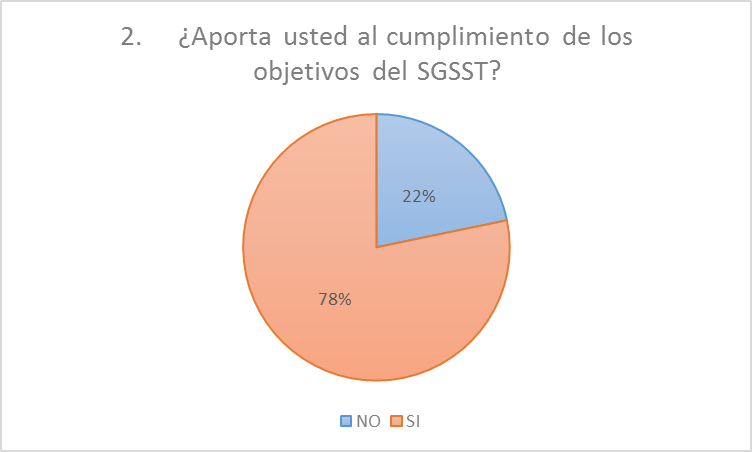 2. ¿Aporta usted al cumplimiento de los
objetivos del SGSST?
22%
78%
NO SI